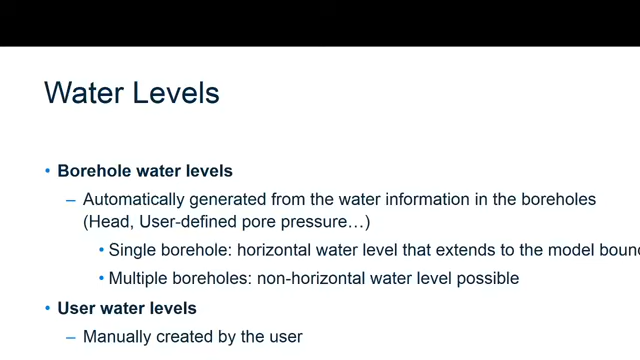 Water Levels
• Borehole water levels
– Automatically generated from the water information in the boreholes
(Head, User-defined pore pressure…)
• Single borehole: horizontal water level that extends to the model
• Multiple boreholes: non-horizontal water level possible
• User water levels
– Manually created by the user